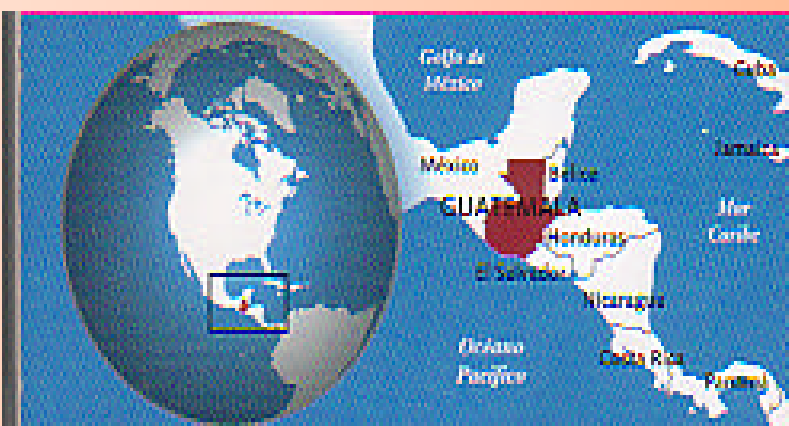 Golfo de
México
Cuba
Jamaica
México
Belice
GUATEMALA
Mar
Caribe
Honduras
El Salvador
Nicaragua
Océano
Pacífico
Costa Rica
Panamá